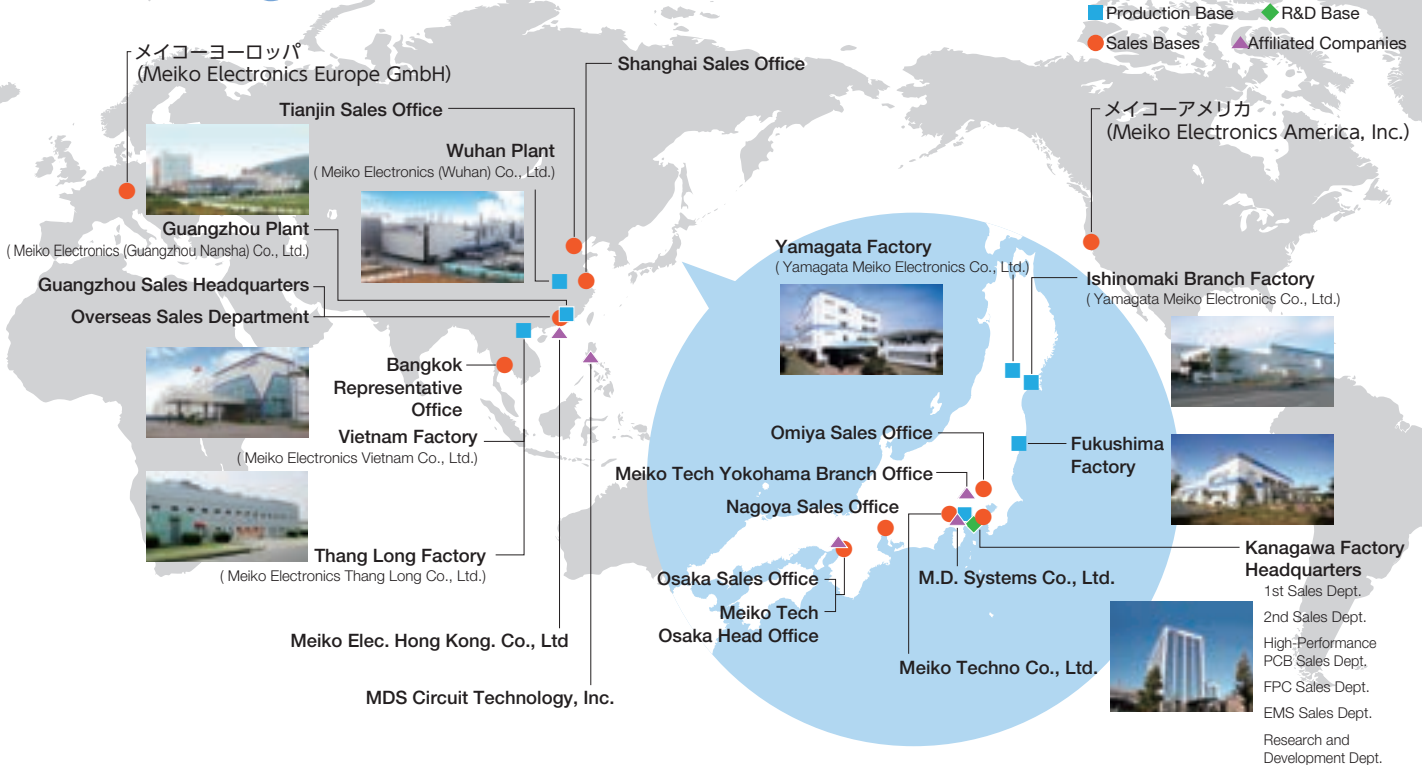 Production Base
R&D Base
Sales Bases
Affiliated Companies
メイコーヨーロッパ
(Meiko Electronics Europe GmbH)
Shanghai Sales Office
Tianjin Sales Office
Wuhan Plant
( Meiko Electronics (Wuhan) Co., Ltd.)
Guangzhou Plant
( Meiko Electronics (Guangzhou Nansha) Co., Ltd.)
Guangzhou Sales Headquarters
Overseas Sales Department
Bangkok
Representative
Office
Vietnam Factory
( Meiko Electronics Vietnam Co., Ltd.)
Thang Long Factory
( Meiko Electronics Thang Long Co., Ltd.)
Meiko Elec. Hong Kong. Co., Ltd
MDS Circuit Technology, Inc.
メイコーアメリカ
(Meiko Electronics America, Inc.)
Yamagata Factory
( Yamagata Meiko Electronics Co., Ltd.)
Ishinomaki Branch Factory
( Yamagata Meiko Electronics Co., Ltd.)
Omiya Sales Office
Meiko Tech Yokohama Branch Office
Nagoya Sales Office
Fukushima
Factory
Osaka Sales Office
Meiko Tech
Osaka Head Office
M.D. Systems Co., Ltd.
Meiko Techno Co., Ltd.
Kanagawa Factory
Headquarters
1st Sales Dept.
2nd Sales Dept.
High-Performance
PCB Sales Dept.
FPC Sales Dept.
EMS Sales Dept.
Research and
Development Dept.